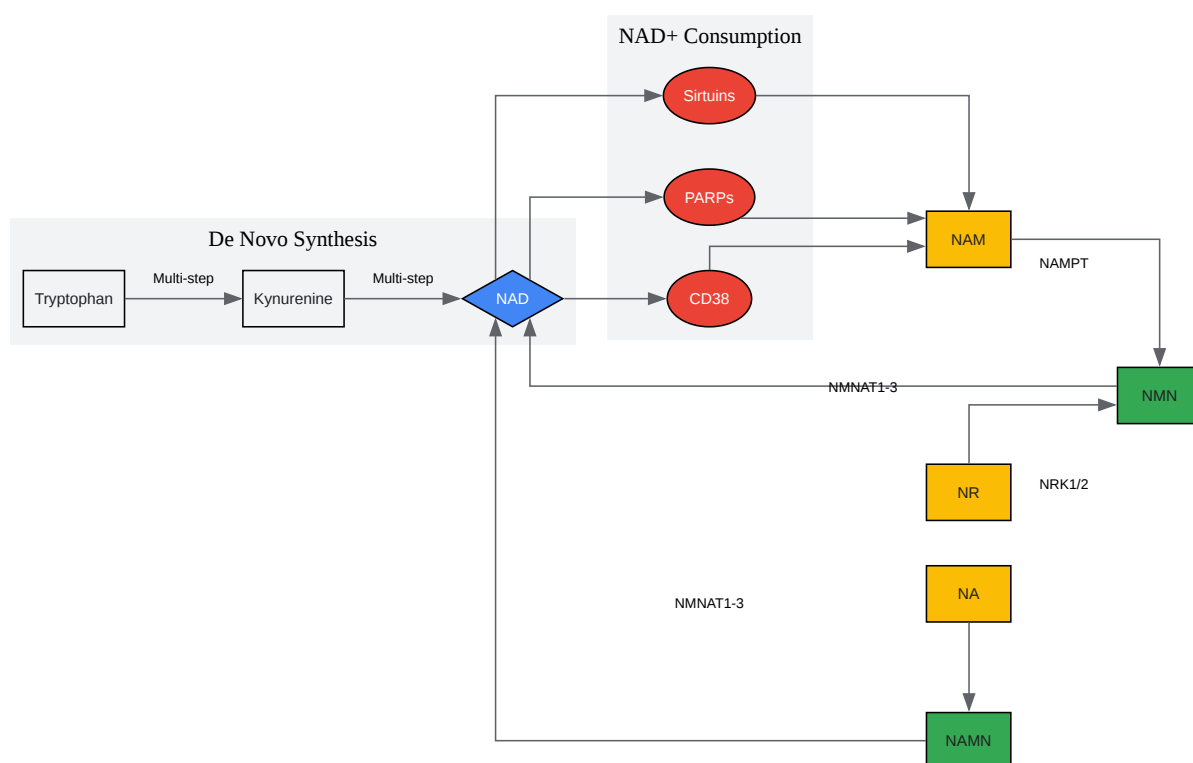 NAD+ Consumption
Sirtuins
PARPs
De Novo Synthesis
NAM
NAMPT
Multi-step
Multi-step
Tryptophan
Kynurenine
NAD
CD38
NMNAT1-3
NMN
NRK1/2
NR
NA
NMNAT1-3
NAMN